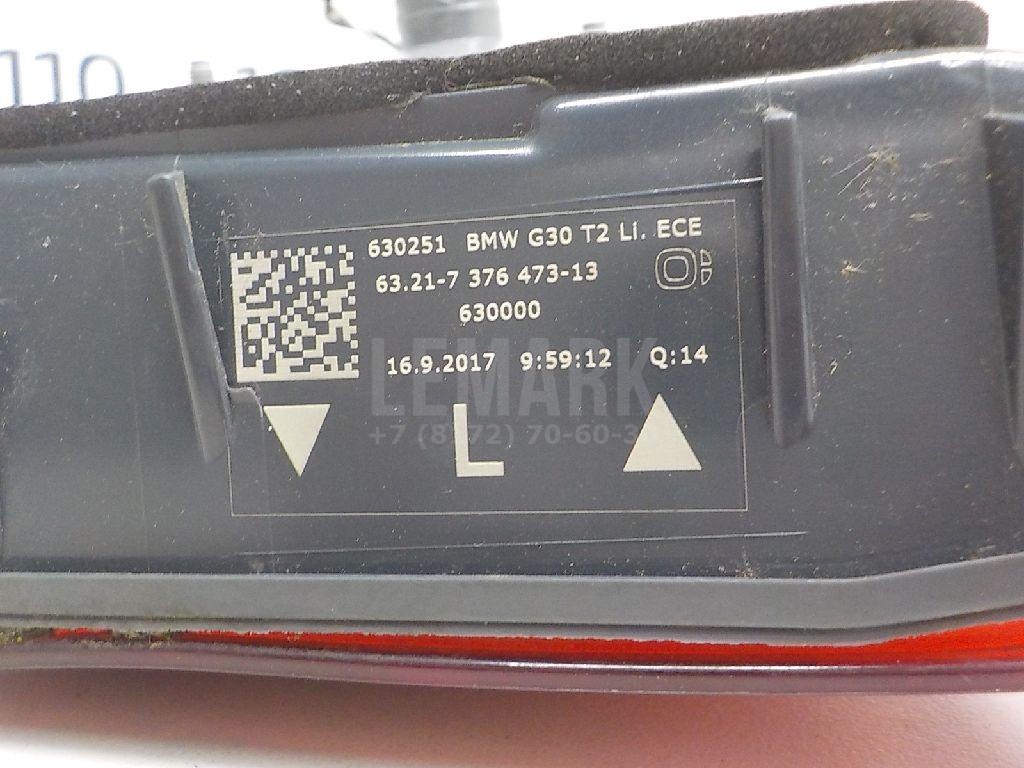 110
630251 BMW G30 T2 Li. ECE
63.21-7 376 473-13
630000
16.9.2017 9:59:12 Q:14
LEMARK
L